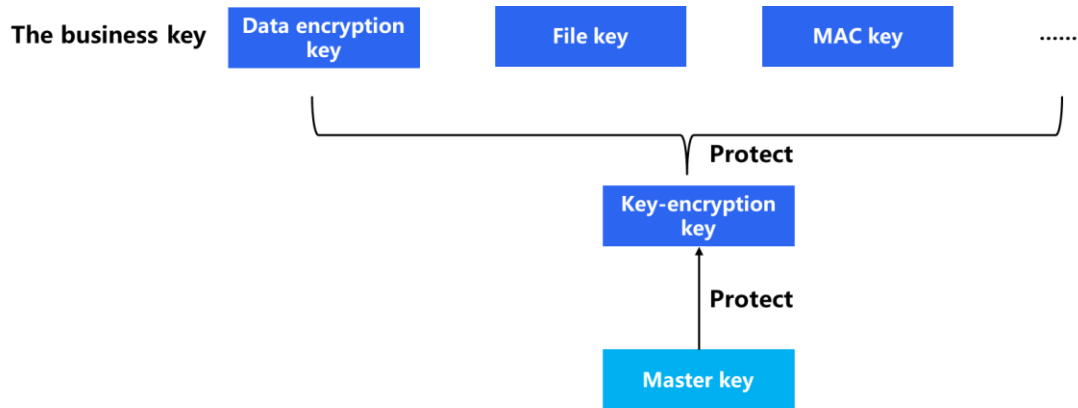 The business key
Data encryption
key
File key
MAC key
......
Protect
Key-encryption
key
Protect
Master key